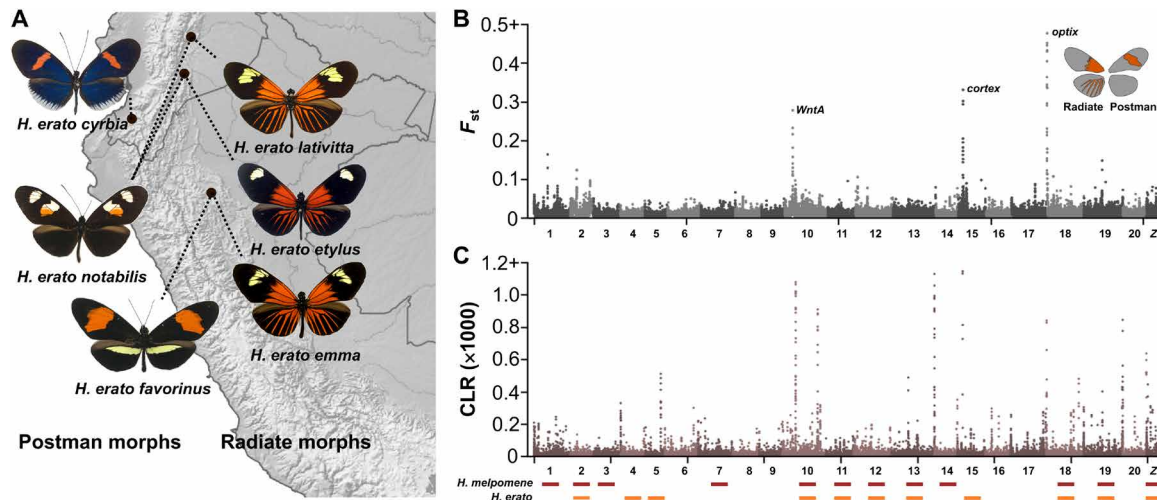 A
H. erato cyrbia
H. erato lativitta
H. erato notabilis
H. erato etylus
H. erato favorinus
H. erato emma
Postman morphs
Radiate morphs
B
0.5+
0.4
0.3
0.2
0.1
0
Fst
WntA
cortex
optix
Radiate Postman
1 2 3 4 5 6 7 8 9 10 11 12 13 14 15 16 17 18 19 20 Z
C
1.2+
1.0
0.8
0.6
0.4
0.2
0
CLR (×1000)
1 2 3 4 5 6 7 8 9 10 11 12 13 14 15 16 17 18 19 20 Z
H. melpomene
H. erato